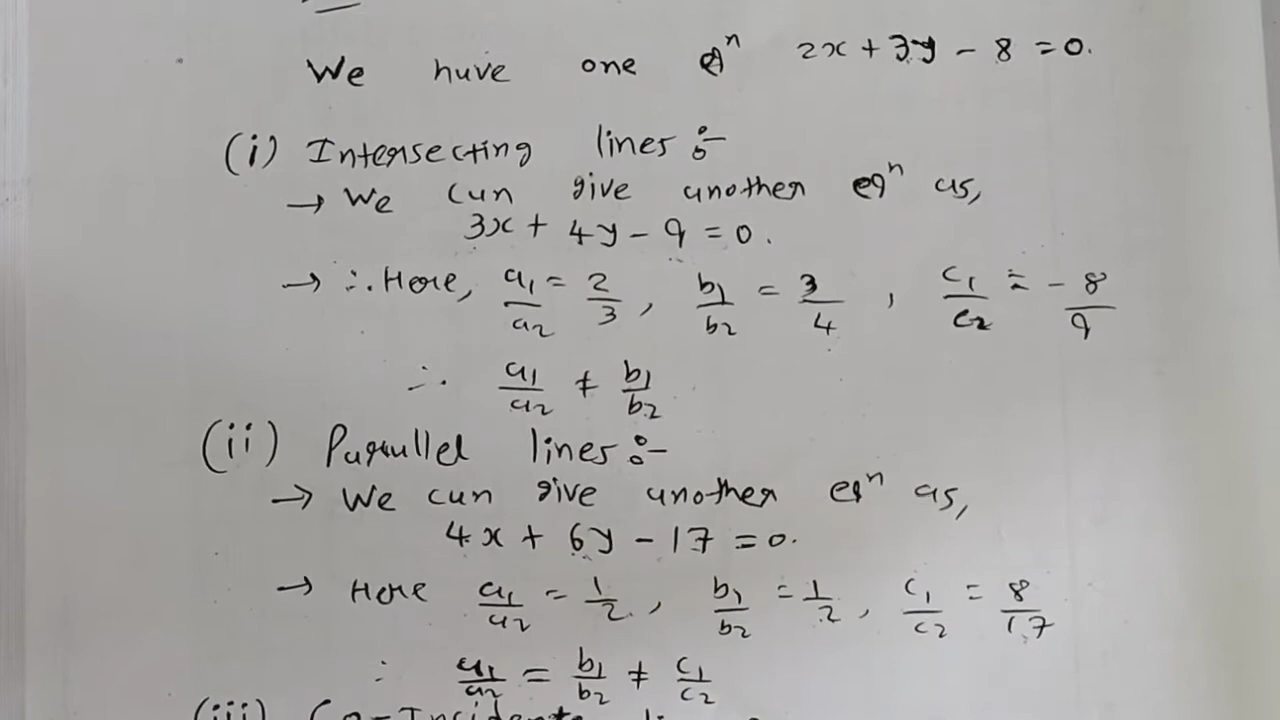 We have one eqⁿ 2x + 3y - 8 = 0.
(i) Intersecting lines :-
→ We can give another eqⁿ as,
3x + 4y - 9 = 0.
→ ∴ Here, a₁/a₂ = 2/3, b₁/b₂ = 3/4, c₁/c₂ = -8/9
∴ a₁/a₂ ≠ b₁/b₂
(ii) Parallel lines :-
→ We can give another eqⁿ as,
4x + 6y - 17 = 0.
→ Here a₁/a₂ = 1/2, b₁/b₂ = 1/2, c₁/c₂ = 8/17
: a₁/a₂ = b₁/b₂ ≠ c₁/c₂
(iii) Co-Incidente